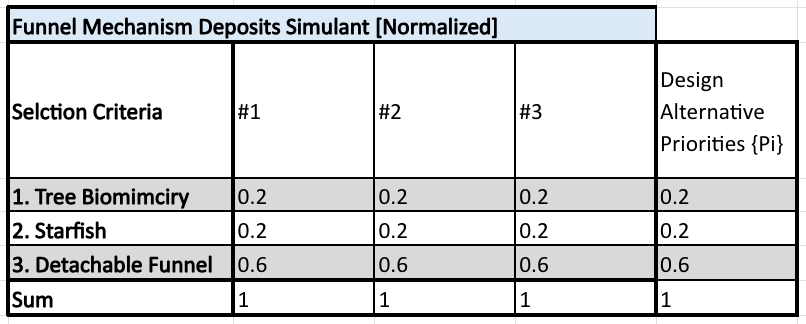 Funnel Mechanism Deposits Simulant [Normalized]
Selction Criteria #1 #2 #3 Design Alternative Priorities {Pi}
1. Tree Biomimciry 0.2 0.2 0.2 0.2
2. Starfish 0.2 0.2 0.2 0.2
3. Detachable Funnel 0.6 0.6 0.6 0.6
Sum 1 1 1 1